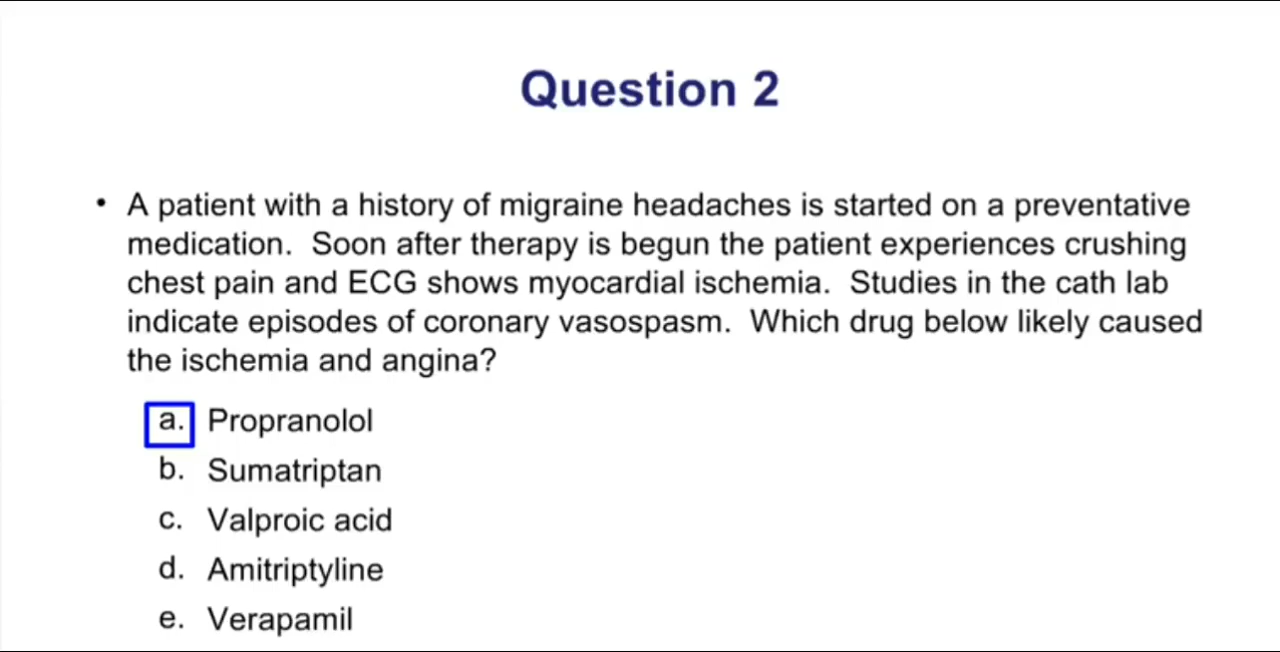 Question 2
• A patient with a history of migraine headaches is started on a preventative
medication.  Soon after therapy is begun the patient experiences crushing
chest pain and ECG shows myocardial ischemia.  Studies in the cath lab
indicate episodes of coronary vasospasm.  Which drug below likely caused
the ischemia and angina?
a. Propranolol
b. Sumatriptan
c. Valproic acid
d. Amitriptyline
e. Verapamil